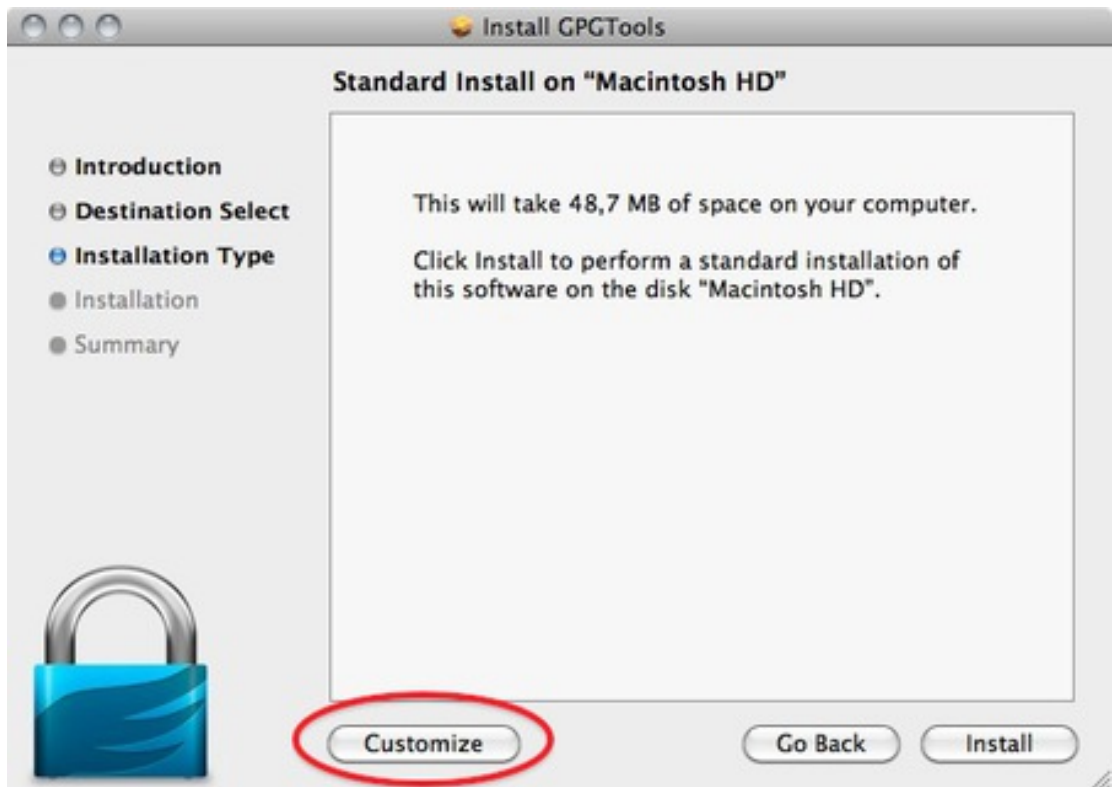 Install GPGTools
Standard Install on “Macintosh HD”
Introduction
Destination Select
Installation Type
Installation
Summary
This will take 48,7 MB of space on your computer.
Click Install to perform a standard installation of
this software on the disk "Macintosh HD".
Customize
Go Back
Install